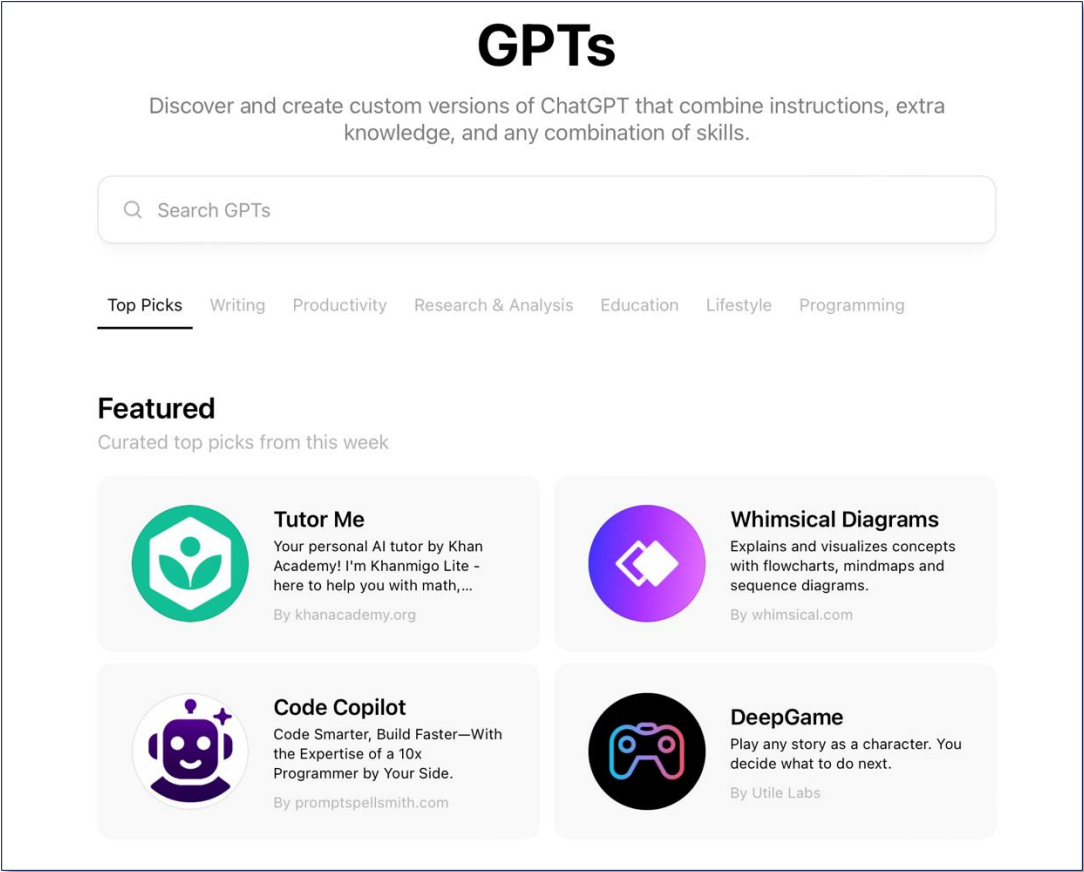 GPTs
Discover and create custom versions of ChatGPT that combine instructions, extra
knowledge, and any combination of skills.
Search GPTs
Top Picks Writing Productivity Research & Analysis Education Lifestyle Programming
Featured
Curated top picks from this week
Tutor Me
Your personal AI tutor by Khan
Academy! I'm Khanmigo Lite -
here to help you with math,...
By khanacademy.org
Whimsical Diagrams
Explains and visualizes concepts
with flowcharts, mindmaps and
sequence diagrams.
By whimsical.com
Code Copilot
Code Smarter, Build Faster—With
the Expertise of a 10x
Programmer by Your Side.
By promptspellsmith.com
DeepGame
Play any story as a character. You
decide what to do next.
By Utile Labs